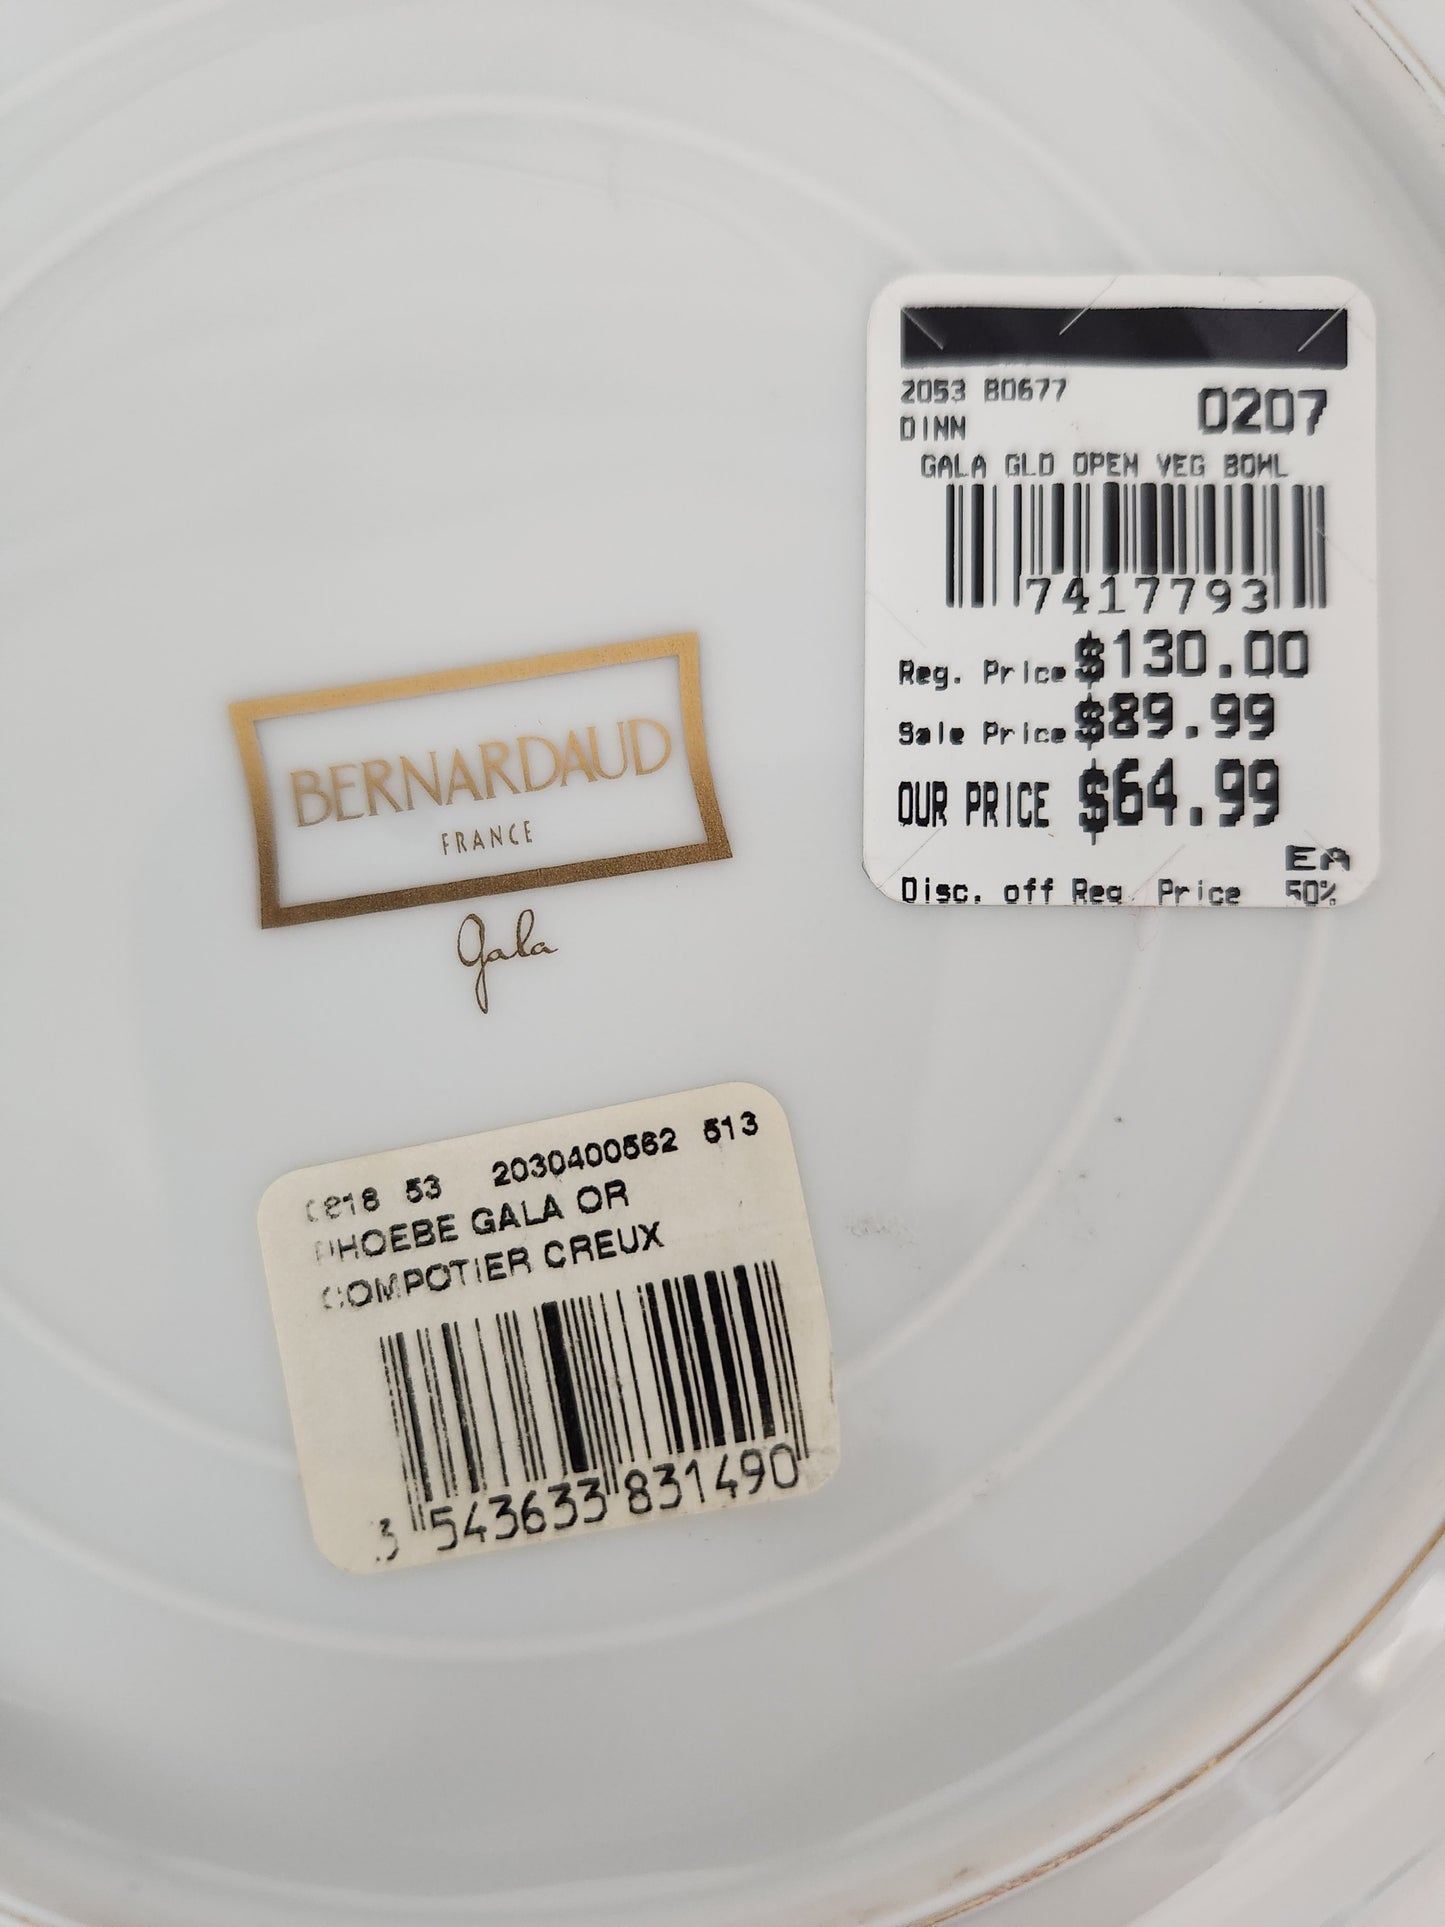 2053 B0677
0207
DINN
GALA GLD OPEN VEG BOWL
7417793
Reg. Price $130.00
Sale Price $89.99
OUR PRICE $64.99
EA
Disc. off Reg. Price 50%
BERNARDAUD
FRANCE
Gala
0818 53 2030400562 513
PHOEBE GALA OR
COMPOTIER CREUX
3 543633 831490